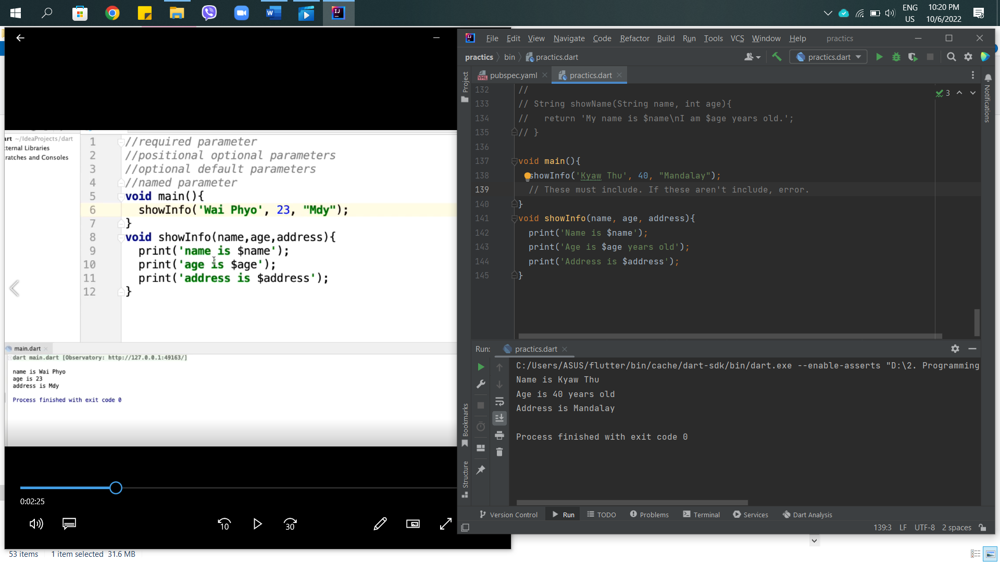 W
IJ
ENG
US
10:20 PM
10/6/2022
File Edit View Navigate Code Refactor Build Run Tools VCS Window Help practics
practics bin practics.dart
practics.dart
pubspec.yaml
practics.dart
Project
Notifications
3
132 //
133 // String showName(String name, int age){
134 //   return 'My name is $name\nI am $age years old.';
135 // }
136
137 void main(){
138 showInfo('Kyaw Thu', 40, "Mandalay");
139 // These must include. If these aren't include, error.
140 }
141 void showInfo(name, age, address){
142 print('Name is $name');
143 print('Age is $age years old');
144 print('Address is $address');
145 }
art ~/IdeaProjects/dart
ternal Libraries
ratches and Consoles
1 //required parameter
2 //positional optional parameters
3 //optional default parameters
4 //named parameter
5 void main(){
6 showInfo('Wai Phyo', 23, "Mdy");
7 }
8 void showInfo(name,age,address){
9 print('name is $name');
10 print('age is $age');
11 print('address is $address');
12 }
main.dart
dart main.dart [Observatory: http://127.0.0.1:49163/]
name is Wai Phyo
age is 23
address is Mdy
Process finished with exit code 0
0:02:25
10
30
Run: practics.dart
C:/Users/ASUS/flutter/bin/cache/dart-sdk/bin/dart.exe --enable-asserts "D:\2. Programming
Name is Kyaw Thu
Age is 40 years old
Address is Mandalay
Process finished with exit code 0
Bookmarks
Structure
Version Control Run TODO Problems Terminal Services Dart Analysis
139:3 LF UTF-8 2 spaces
53 items 1 item selected 31.6 MB